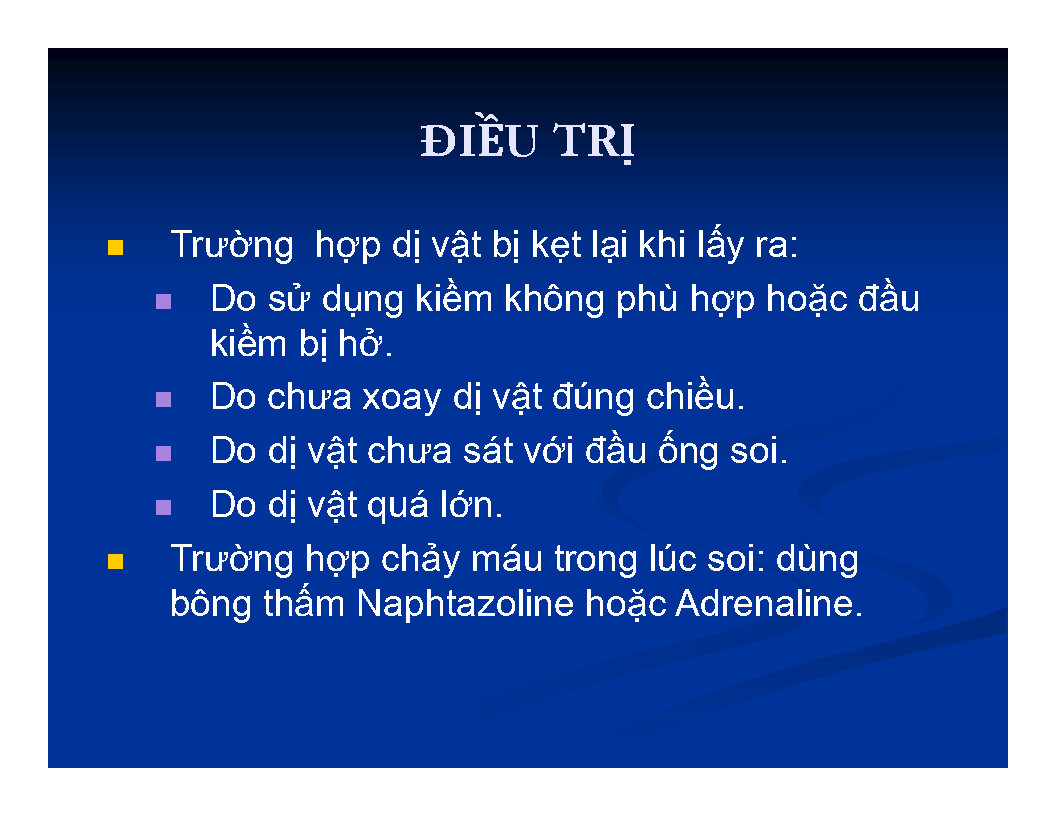 ĐIỀU TRỊ
Trường hợp dị vật bị kẹt lại khi lấy ra:
Do sử dụng kiềm không phù hợp hoặc đầu
kiềm bị hở.
Do chưa xoay dị vật đúng chiều.
Do dị vật chưa sát với đầu ống soi.
Do dị vật quá lớn.
Trường hợp chảy máu trong lúc soi: dùng
bông thấm Naphtazoline hoặc Adrenaline.